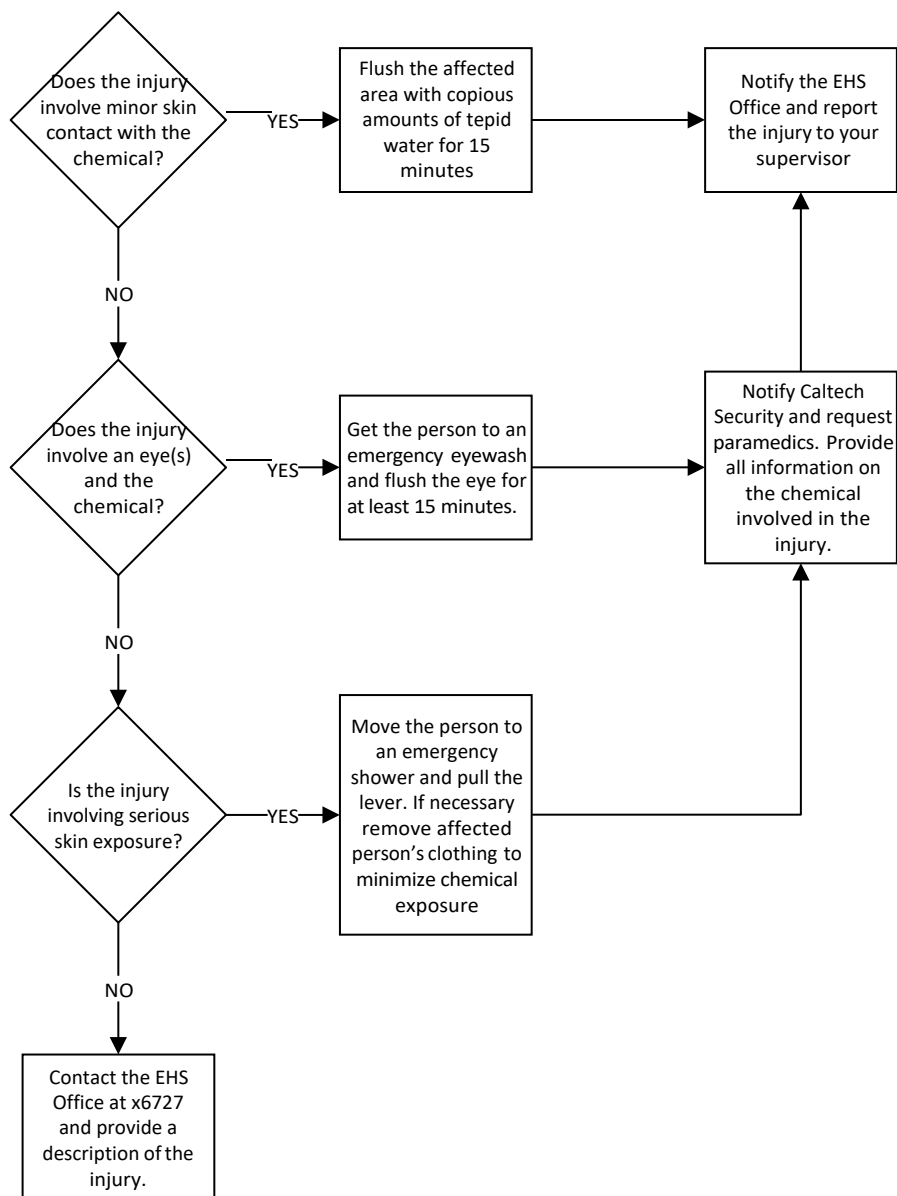 Does the injury
involve minor skin
contact with the
chemical?
YES
Flush the affected
area with copious
amounts of tepid
water for 15
minutes
Notify the EHS
Office and report
the injury to your
supervisor
NO
Does the injury
involve an eye(s)
and the
chemical?
YES
Get the person to an
emergency eyewash
and flush the eye for
at least 15 minutes.
Notify Caltech
Security and request
paramedics. Provide
all information on
the chemical
involved in the
injury.
NO
Is the injury
involving serious
skin exposure?
YES
Move the person to
an emergency
shower and pull the
lever. If necessary
remove affected
person’s clothing to
minimize chemical
exposure
NO
Contact the EHS
Office at x6727
and provide a
description of the
injury.